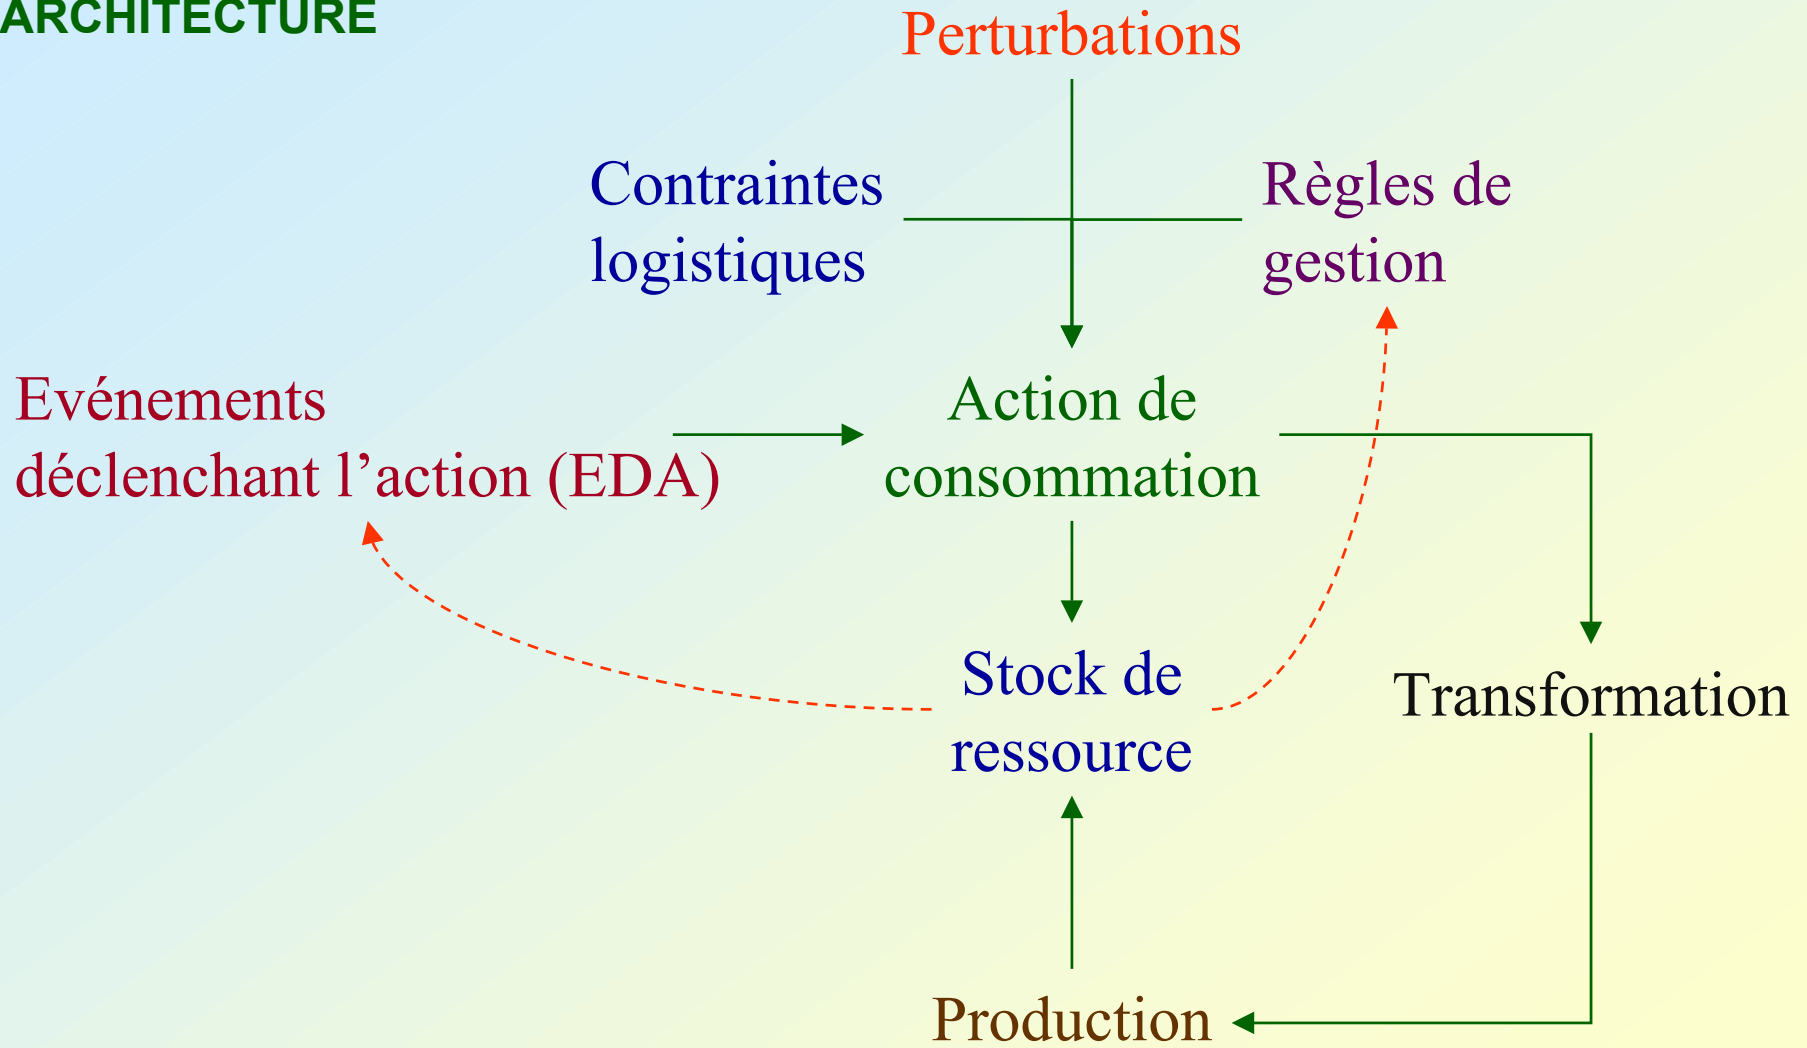 ARCHITECTURE
Perturbations
Contraintes
logistiques
Règles de
gestion
Evénements
déclenchant l’action (EDA)
Action de
consommation
Stock de
ressource
Transformation
Production